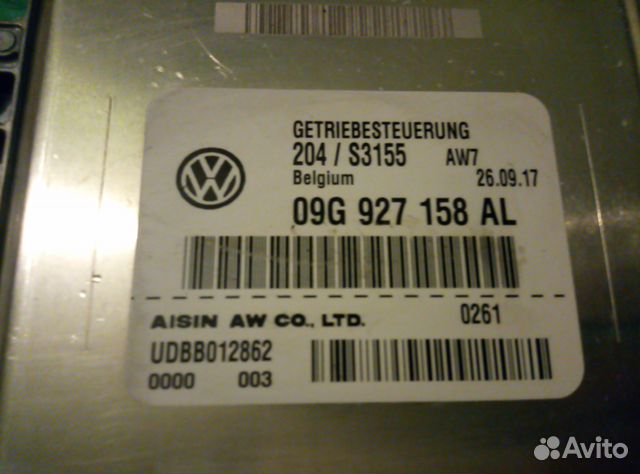 GETRIEBESTEUERUNG
204 / S3155 AW7
Belgium 26.09.17
09G 927 158 AL
AISIN AW CO., LTD. 0261
UDBB012862
0000 003
Avito